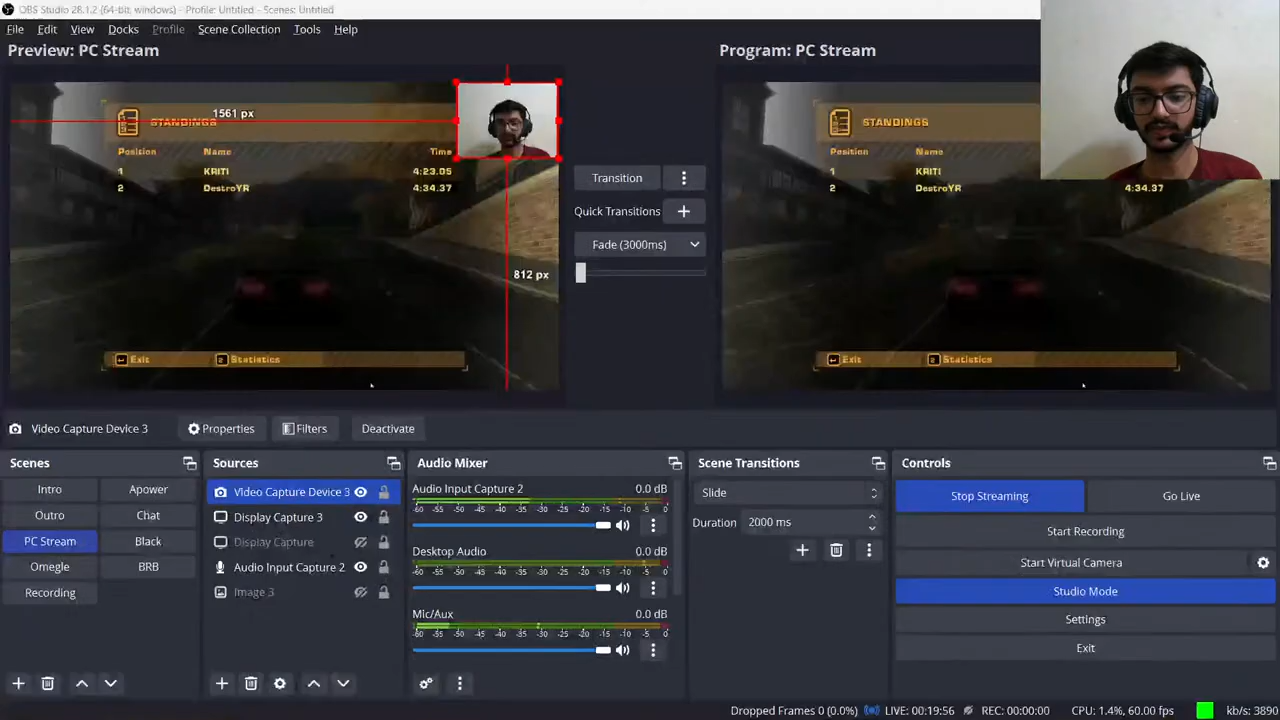 OBS Studio 28.1.2 (64-bit, windows) - Profile: Untitled - Scenes: Untitled
File Edit View Docks Profile Scene Collection Tools Help
Preview: PC Stream
Program: PC Stream
STANDINGS
1561 px
Position Name Time
1 KRITI 4:23.05
2 DestroYR 4:34.37
812 px
Exit Statistics
Transition
Quick Transitions
Fade (3000ms)
STANDINGS
Position Name
1 KRITI
2 DestroYR 4:34.37
Exit Statistics
Video Capture Device 3 Properties Filters Deactivate
Scenes
Intro Apower
Outro Chat
PC Stream Black
Omegle BRB
Recording
Sources
Video Capture Device 3
Display Capture 3
Display Capture
Audio Input Capture 2
Image 3
Audio Mixer
Audio Input Capture 2 0.0 dB
-60 -55 -50 -45 -40 -35 -30 -25 -20 -15 -10 -5 0
Desktop Audio 0.0 dB
-60 -55 -50 -45 -40 -35 -30 -25 -20 -15 -10 -5 0
Mic/Aux 0.0 dB
-60 -55 -50 -45 -40 -35 -30 -25 -20 -15 -10 -5 0
Scene Transitions
Slide
Duration 2000 ms
Controls
Stop Streaming Go Live
Start Recording
Start Virtual Camera
Studio Mode
Settings
Exit
Dropped Frames 0 (0.0%) LIVE: 00:19:56 REC: 00:00:00 CPU: 1.4%, 60.00 fps kb/s: 3890